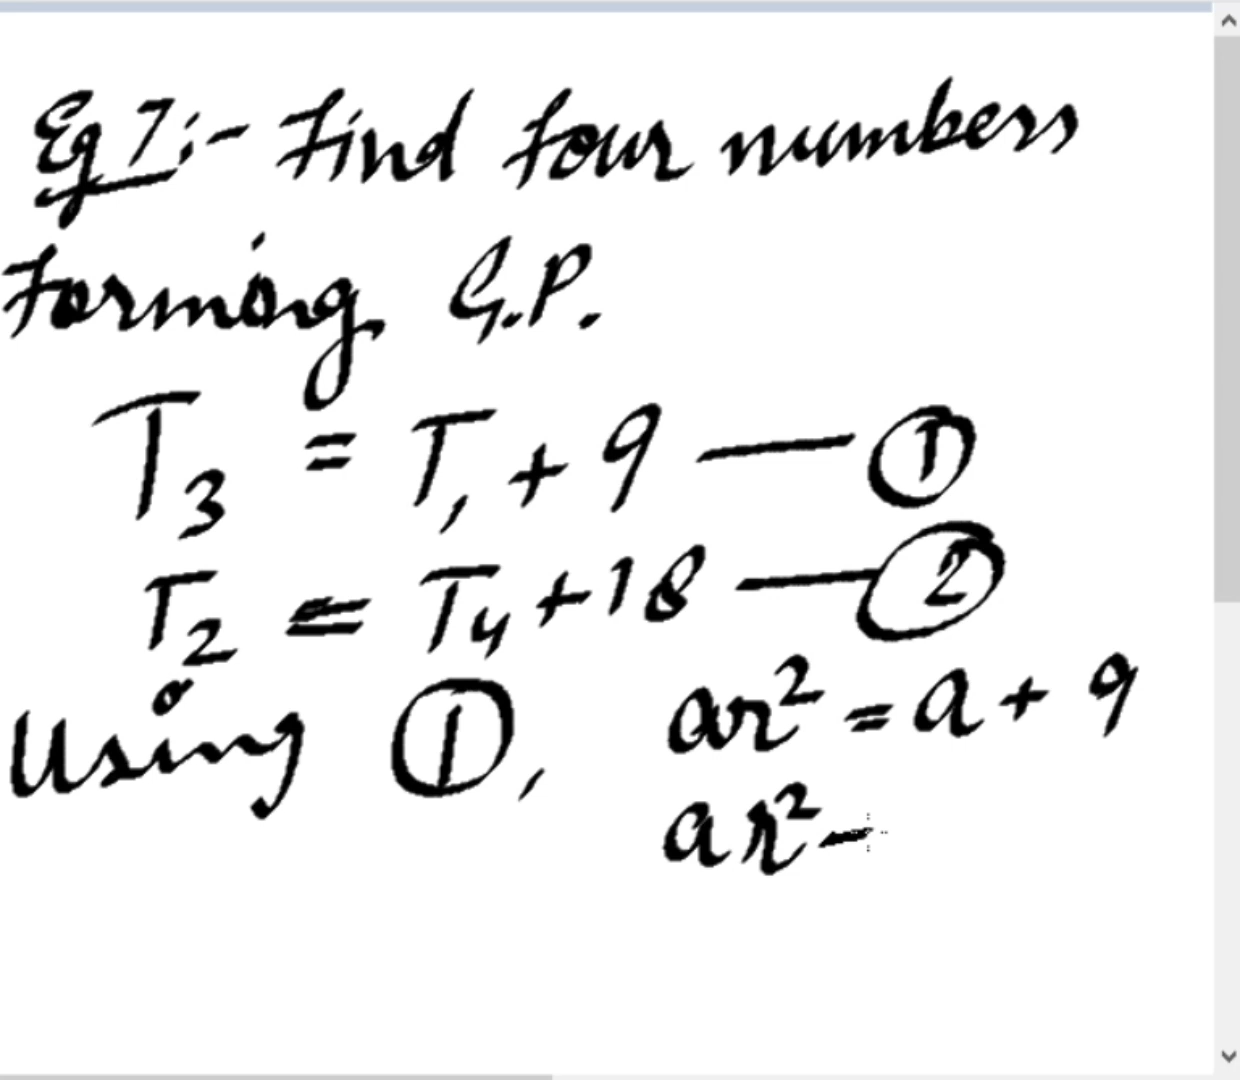 Eg 7:- Find four numbers
forming G.P.
T₃ = T₁ + 9 — ①
T₂ = T₄ + 18 — ②
Using ①, ar² = a + 9
ar² -